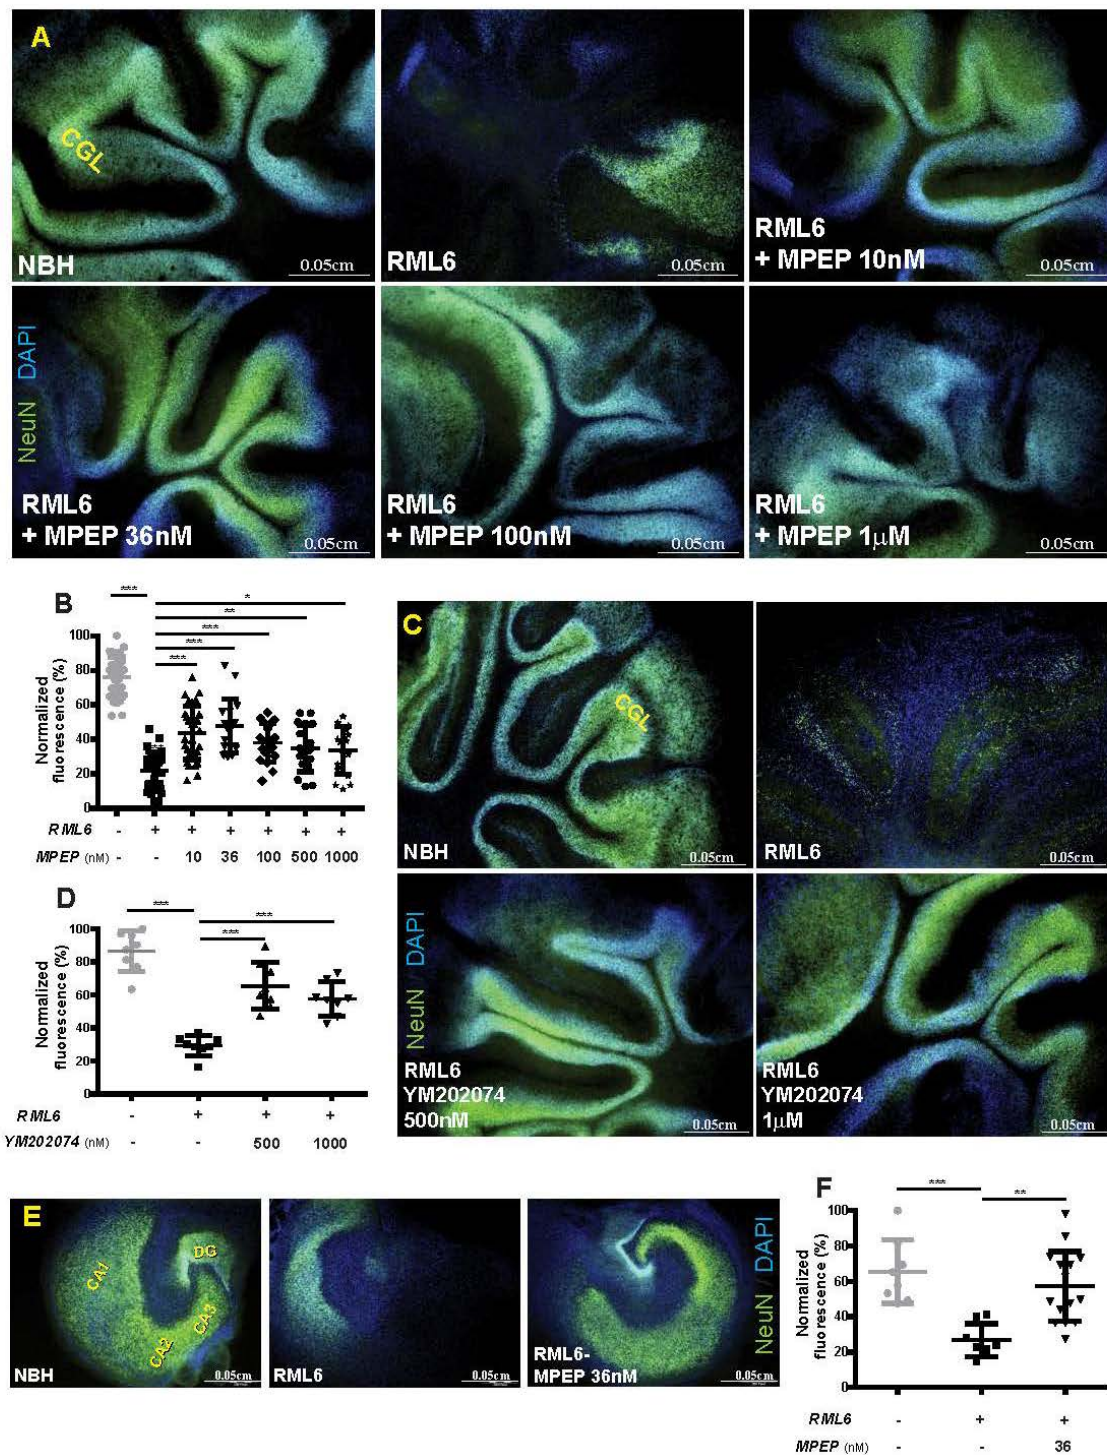 A
CGL
NBH
0.05cm
RML6
0.05cm
RML6
+ MPEP 10nM
0.05cm
NeuN DAPI
RML6
+ MPEP 36nM
0.05cm
RML6
+ MPEP 100nM
0.05cm
RML6
+ MPEP 1µM
0.05cm
B
***
*
**
***
***
***
Normalized
fluorescence (%)
100
80
60
40
20
0
RML6 - + + + + + +
MPEP (nM) - - 10 36 100 500 1000
C
CGL
NBH
0.05cm
RML6
0.05cm
NeuN DAPI
RML6
YM202074
500nM
0.05cm
RML6
YM202074
1µM
0.05cm
D
***
***
***
Normalized
fluorescence (%)
100
80
60
40
20
0
RML6 - + + +
YM202074 (nM) - - 500 1000
E
CA1
DG
CA3
CA2
NBH
0.05cm
RML6
0.05cm
RML6-
MPEP 36nM
0.05cm
NeuN / DAPI
F
***
**
Normalized
fluorescence (%)
100
80
60
40
20
0
RML6 - + +
MPEP (nM) - - 36